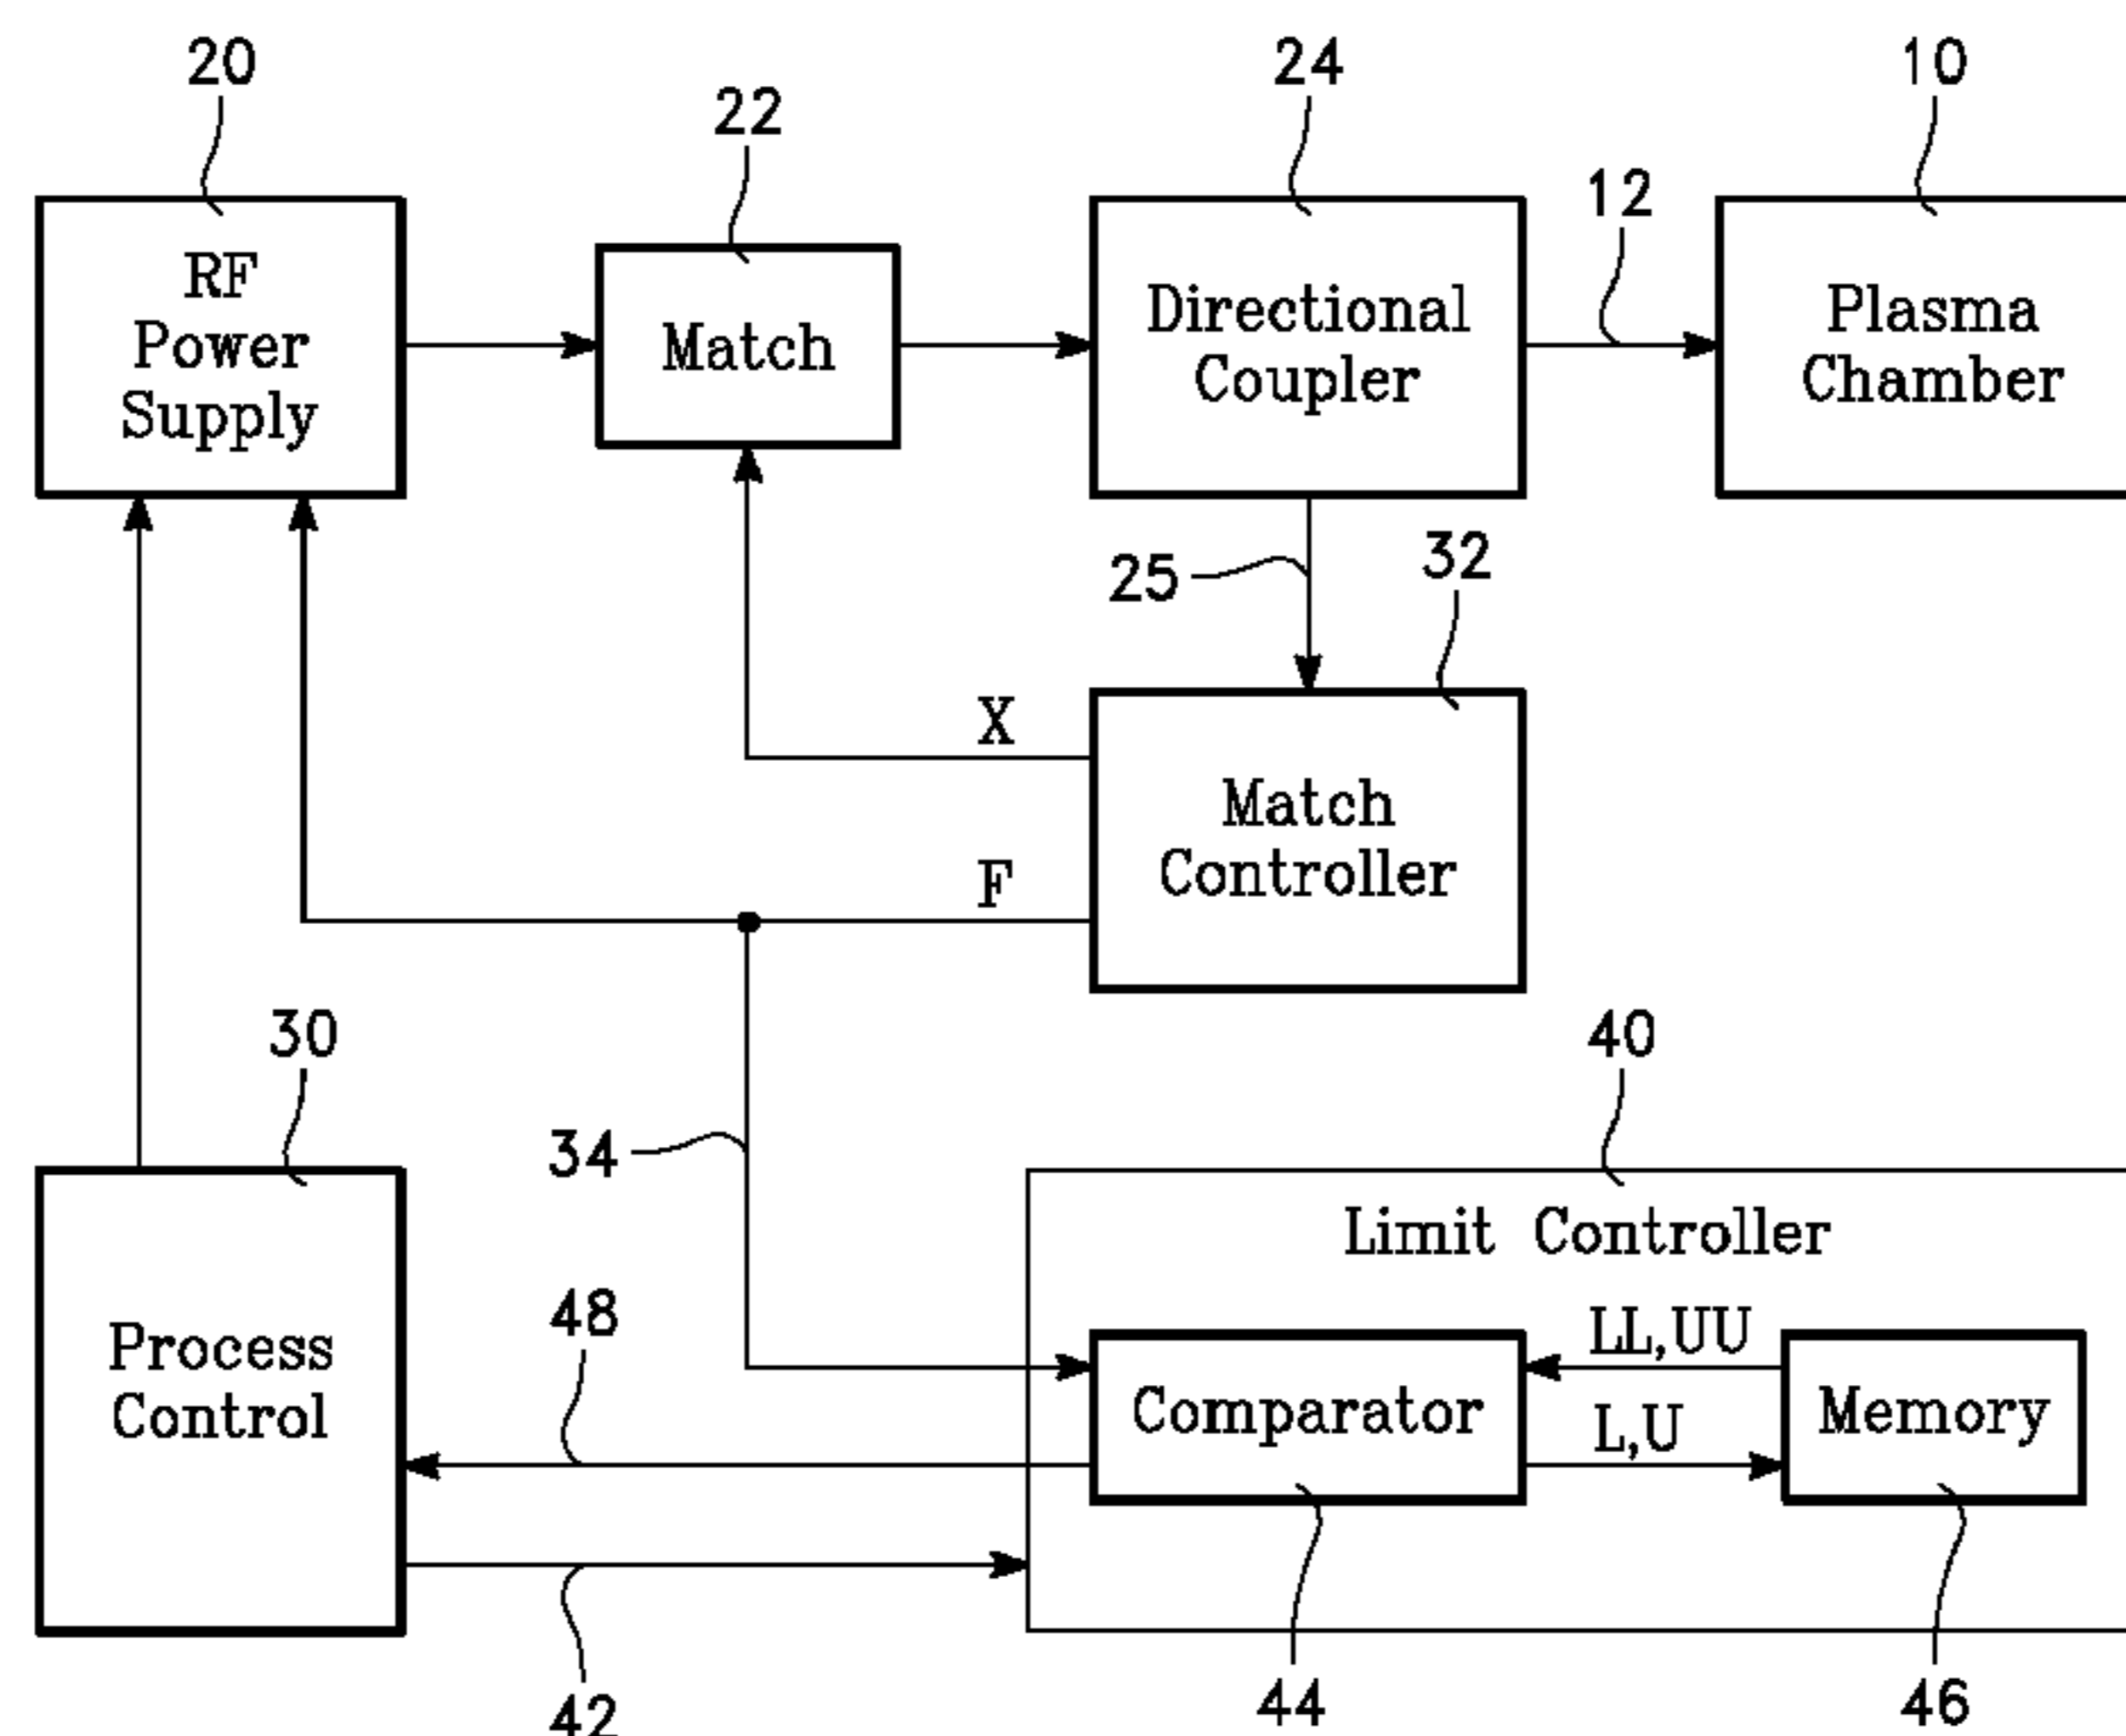 20
22
24
10
12
RF
Power
Supply
Match
Directional
Coupler
Plasma
Chamber
25
32
X
F
Match
Controller
30
34
40
Limit Controller
48
Process
Control
Comparator
LL,UU
L,U
Memory
42
44
46